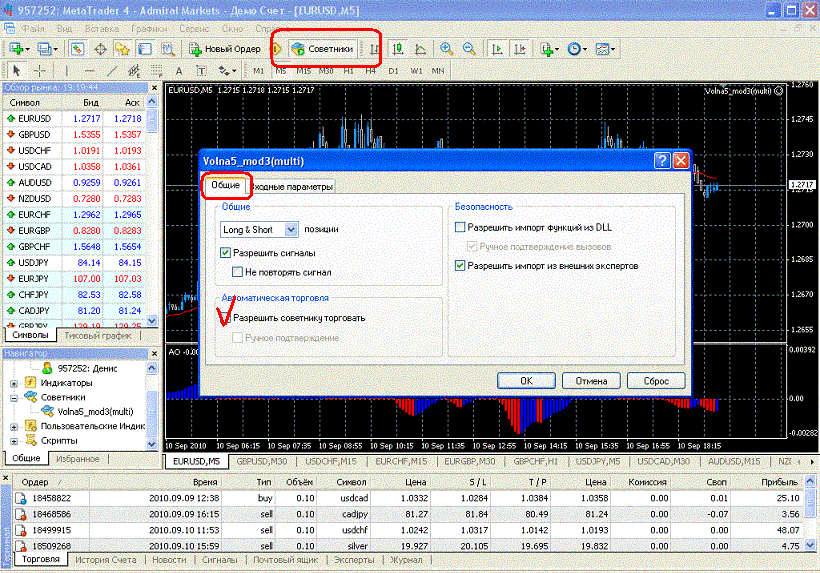 957252: MetaTrader 4 - Admiral Markets - Демо Счет - [EURUSD,M5]
Файл Вид Вставка Графики Сервис Окно Справка
Новый Ордер Советники
A T M1 M5 M15 M30 H1 H4 D1 W1 MN
Обзор рынка: 19:19:44
Символ Бид Аск
EURUSD 1.2717 1.2718
GBPUSD 1.5355 1.5357
USDCHF 1.0191 1.0193
USDCAD 1.0358 1.0361
AUDUSD 0.9259 0.9261
NZDUSD 0.7280 0.7283
EURCHF 1.2962 1.2965
EURGBP 0.8280 0.8283
GBPCHF 1.5648 1.5654
USDJPY 84.14 84.15
EURJPY 107.00 107.03
CHFJPY 82.53 82.58
CADJPY 81.20 81.24
GBPJPY 129.19 129.25
Символы Тиковый график
Навигатор
957252: Денис
Индикаторы
Советники
Volna5_mod3(multi)
Пользовательские Индик
Скрипты
Общие Избранное
EURUSD,M5 1.2715 1.2718 1.2715 1.2717
Volna5_mod3(multi)
1.2760
1.2745
1.2730
1.2717
1.2700
1.2685
1.2670
1.2655
Volna5_mod3(multi)
Общие Входные параметры
Общие
Long & Short позиции
Разрешить сигналы
Не повторять сигнал
Автоматическая торговля
Разрешить советнику торговать
Ручное подтверждение
Безопасность
Разрешить импорт функций из DLL
Ручное подтверждение вызовов
Разрешить импорт из внешних экспертов
OK Отмена Сброс
AO -0.00
0.00392
0.00
-0.00282
10 Sep 2010 10 Sep 06:15 10 Sep 07:35 10 Sep 08:55 10 Sep 10:15 10 Sep 11:35 10 Sep 12:55 10 Sep 14:15 10 Sep 15:35 10 Sep 16:55 10 Sep 18:15
EURUSD,M5 GBPUSD,M30 USDCHF,M15 EURCHF,M15 EURGBP,M30 GBPCHF,H1 USDJPY,M5 USDCAD,M30 AUDUSD,M15 NZI
Терминал
Ордер Время Тип Объём Символ Цена S / L T / P Цена Комиссия Своп Прибыль
18458822 2010.09.09 12:38 buy 0.10 usdcad 1.0332 1.0284 1.0384 1.0358 0.00 0.01 25.10
18468586 2010.09.09 16:15 sell 0.10 cadjpy 81.27 81.84 80.49 81.24 0.00 -0.07 3.56
18499915 2010.09.10 11:53 sell 0.10 usdchf 1.0242 1.0317 1.0142 1.0193 0.00 0.00 48.07
18509268 2010.09.10 15:59 sell 0.10 silver 19.927 20.105 19.695 19.832 0.00 0.00 4.75
Торговля История Счета Новости Сигналы Почтовый ящик Эксперты Журнал